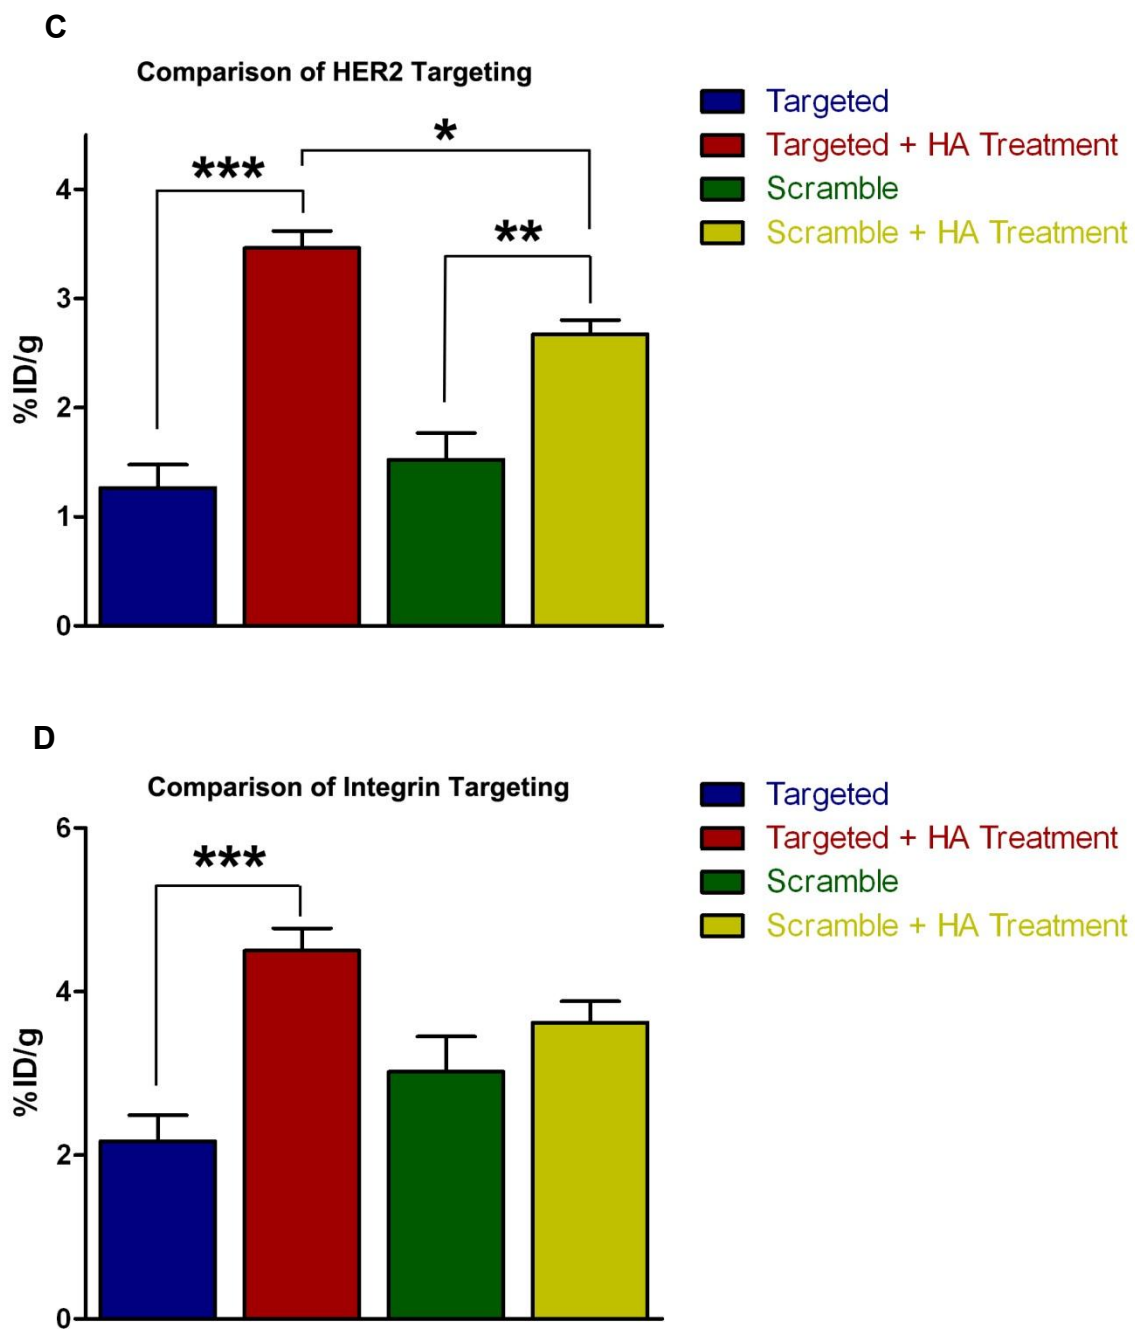 C
Comparison of HER2 Targeting
Targeted
Targeted + HA Treatment
Scramble
Scramble + HA Treatment
*
***
**
4
3
2
1
0
%ID/g
D
Comparison of Integrin Targeting
Targeted
Targeted + HA Treatment
Scramble
Scramble + HA Treatment
***
6
4
2
0
%ID/g